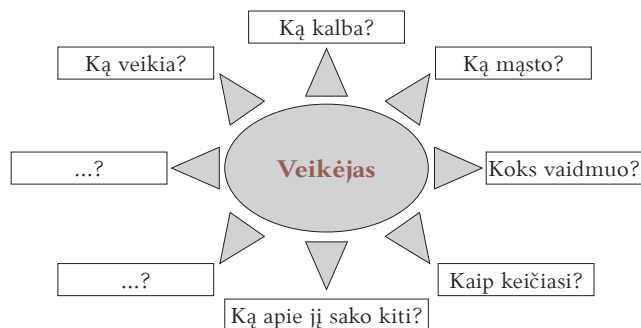 Ką kalba?
Ką veikia?
Ką mąsto?
...?
Veikėjas
Koks vaidmuo?
...?
Kaip keičiasi?
Ką apie jį sako kiti?